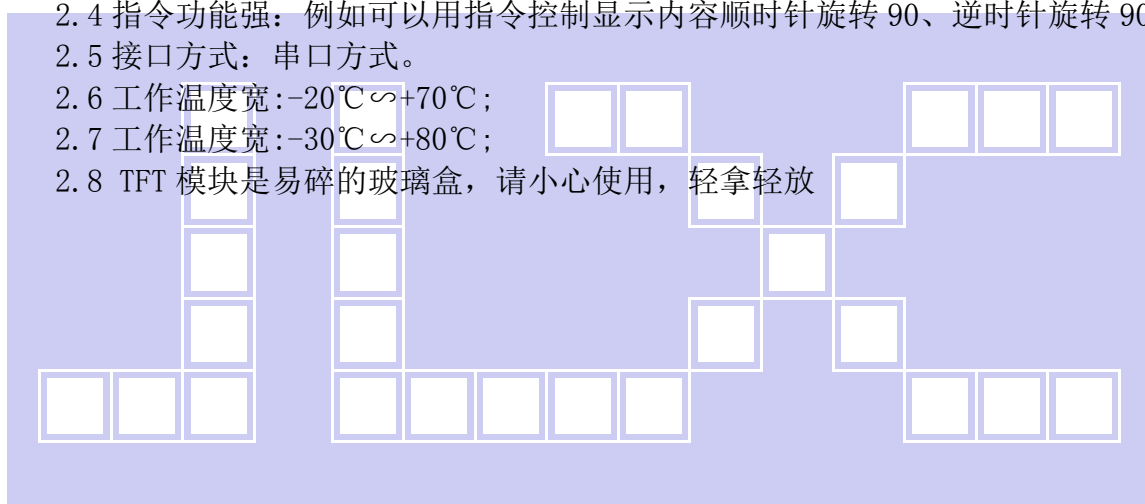 2.4 指令功能强：例如可以用指令控制显示内容顺时针旋转 90、逆时针旋转 90
2.5 接口方式：串口方式。
2.6 工作温度宽:-20℃∽+70℃;
2.7 工作温度宽:-30℃∽+80℃;
2.8 TFT 模块是易碎的玻璃盒，请小心使用，轻拿轻放
JLX